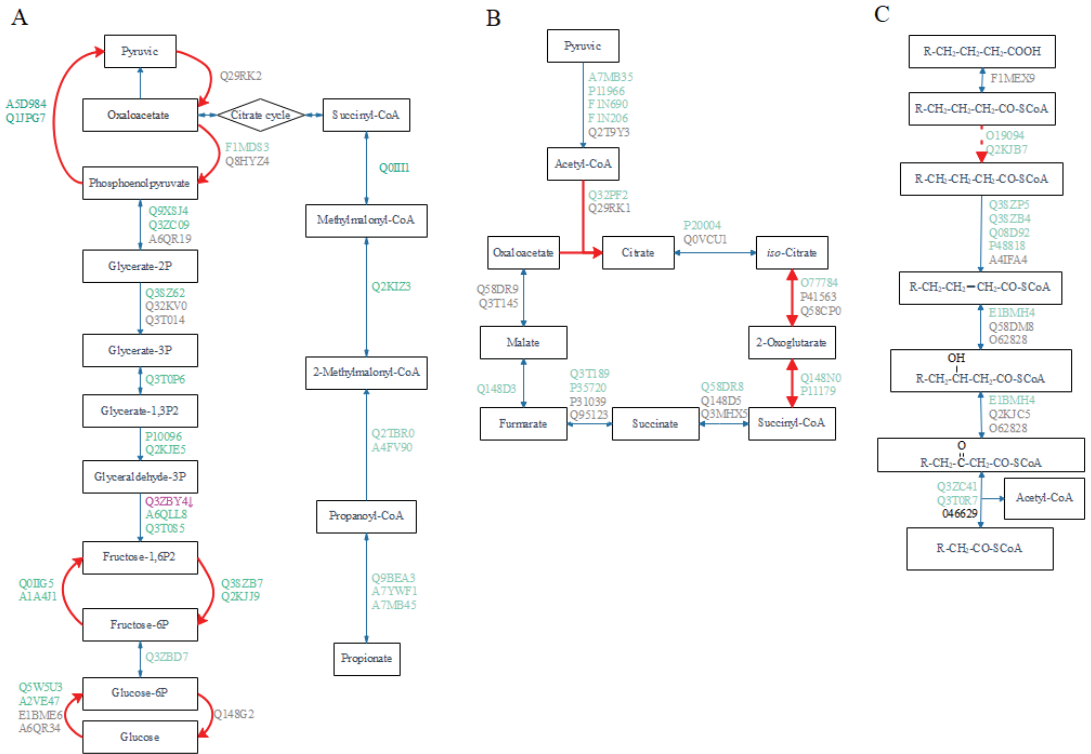 A
Pyruvic
Q29RK2
A5D984
Q1JPG7
Oxaloacetate
Citrate cycle
Succinyl-CoA
F1MDS3
Q8HYZ4
Q0III1
Phosphoenolpyruvate
Q9XSJ4
Q3ZC09
A6QR19
Methylmalonyl-CoA
Glycerate-2P
Q3SZ62
Q32KV0
Q3T014
Q2KIZ3
Glycerate-3P
Q3T0P6
2-Methylmalonyl-CoA
Glycerate-1,3P2
P10096
Q2KJE5
Q2TBR0
A4FV90
Glyceraldehyde-3P
Q3ZBY4↓
A6QLL8
Q3T0S5
Propanoyl-CoA
Fructose-1,6P2
Q0IIG5
A1A4J1
Q3SZB7
Q2KJJ9
Q9BEA3
A7YWF1
A7MB45
Fructose-6P
Q3ZBD7
Propionate
Q5W5U3
A2VE47
E1BME6
A6QR34
Glucose-6P
Q148G2
Glucose
B
Pyruvic
A7MB35
P11966
F1N690
F1N206
Q2T9Y3
Acetyl-CoA
Q32PF2
Q29RK1
Oxaloacetate
Citrate
P20004
Q0VCU1
iso-Citrate
Q58DR9
Q3T145
O77784
P41563
Q58CP0
Malate
2-Oxoglutarate
Q148D3
Q3T189
P35720
P31039
Q95123
Q58DR8
Q148D5
Q3MHX5
Q148N0
P11179
Furmarate
Succinate
Succinyl-CoA
C
R-CH₂-CH₂-CH₂-COOH
F1MEX9
R-CH₂-CH₂-CH₂-CO-SCoA
O19094
Q2KJB7
R-CH₂-CH₂-CH₂-CO-SCoA
Q3SZP5
Q3SZB4
Q08D92
P48818
A4IFA4
R-CH₂-CH₂=CH₂-CO-SCoA
E1BMH4
Q58DM8
O62828
OH
R-CH₂-CH-CH₂-CO-SCoA
E1BMH4
Q2KJC5
O62828
O
R-CH₂-C-CH₂-CO-SCoA
Q3ZC41
Q3T0R7
046629
Acetyl-CoA
R-CH₂-CO-SCoA